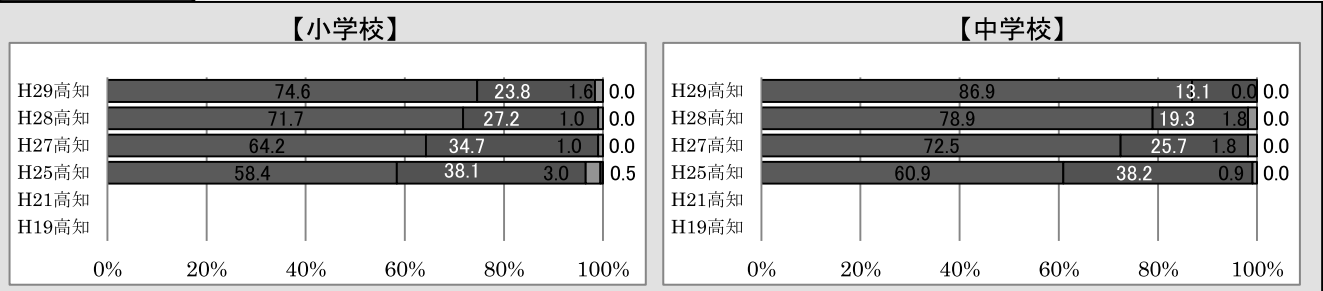 【小学校】
H29高知 74.6 23.8 1.6 0.0
H28高知 71.7 27.2 1.0 0.0
H27高知 64.2 34.7 1.0 0.0
H25高知 58.4 38.1 3.0 0.5
H21高知
H19高知
0% 20% 40% 60% 80% 100%
【中学校】
H29高知 86.9 13.1 0.0 0.0
H28高知 78.9 19.3 1.8 0.0
H27高知 72.5 25.7 1.8 0.0
H25高知 60.9 38.2 0.9 0.0
H21高知
H19高知
0% 20% 40% 60% 80% 100%